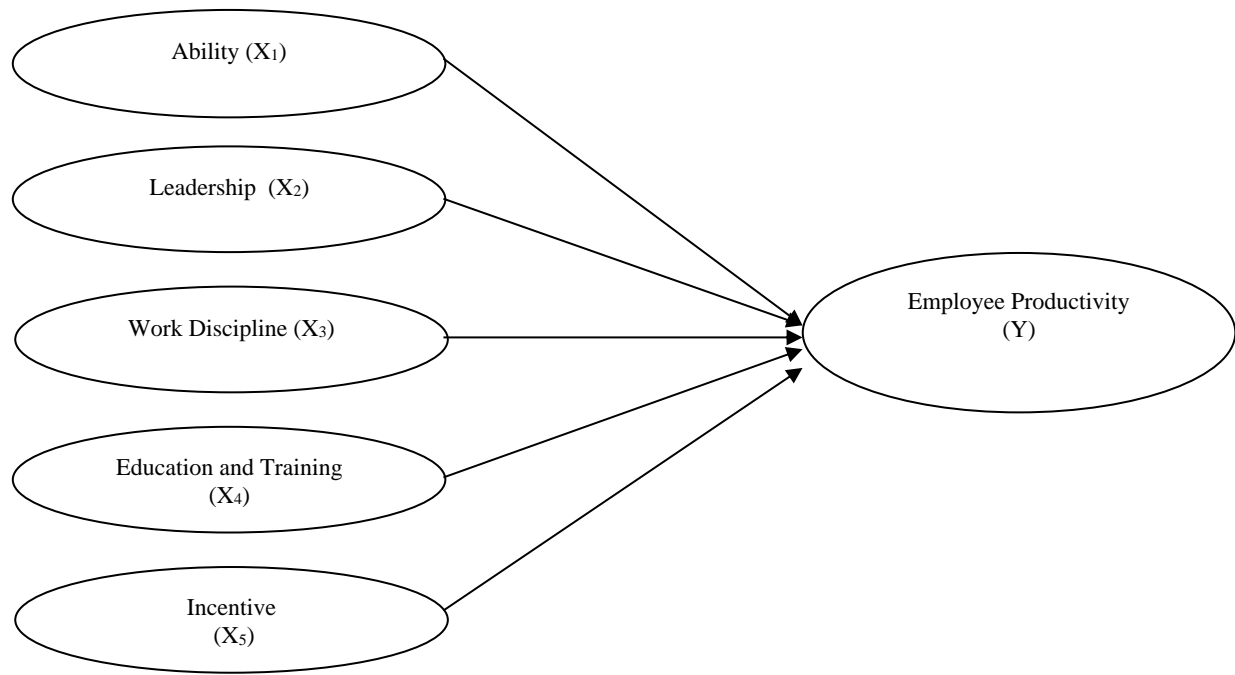 Ability (X₁)
Leadership (X₂)
Work Discipline (X₃)
Education and Training
(X₄)
Incentive
(X₅)
Employee Productivity
(Y)